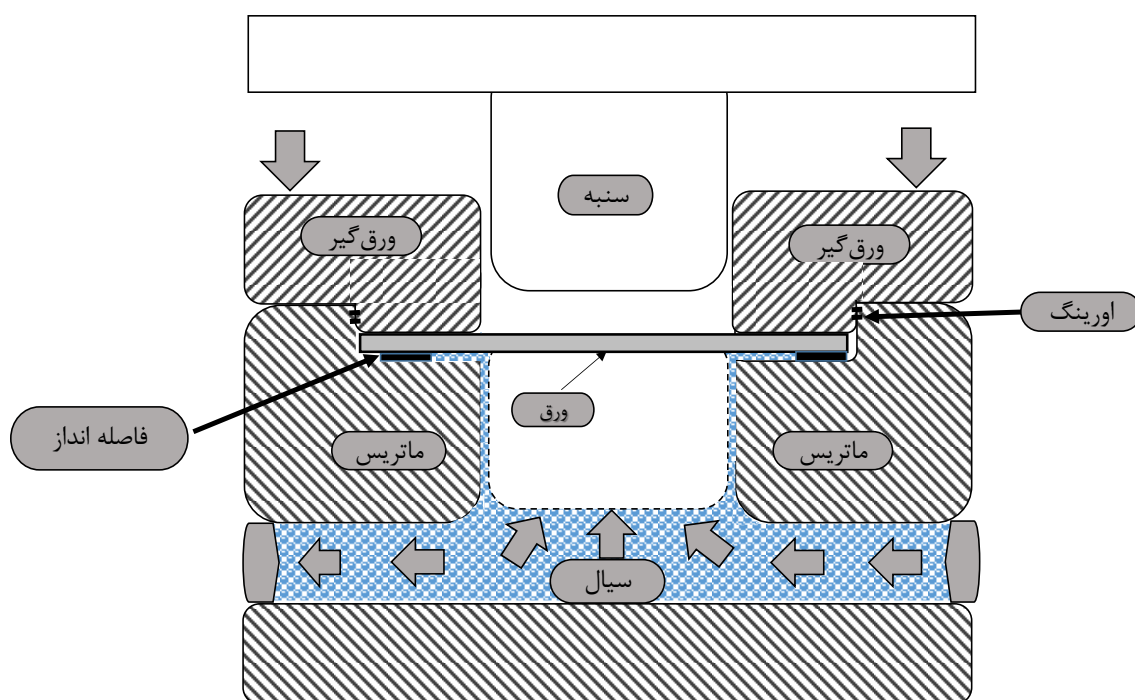 سنبه
ورق‌گیر
ورق‌گیر
اورینگ
ورق
فاصله انداز
ماتریس
ماتریس
سیال